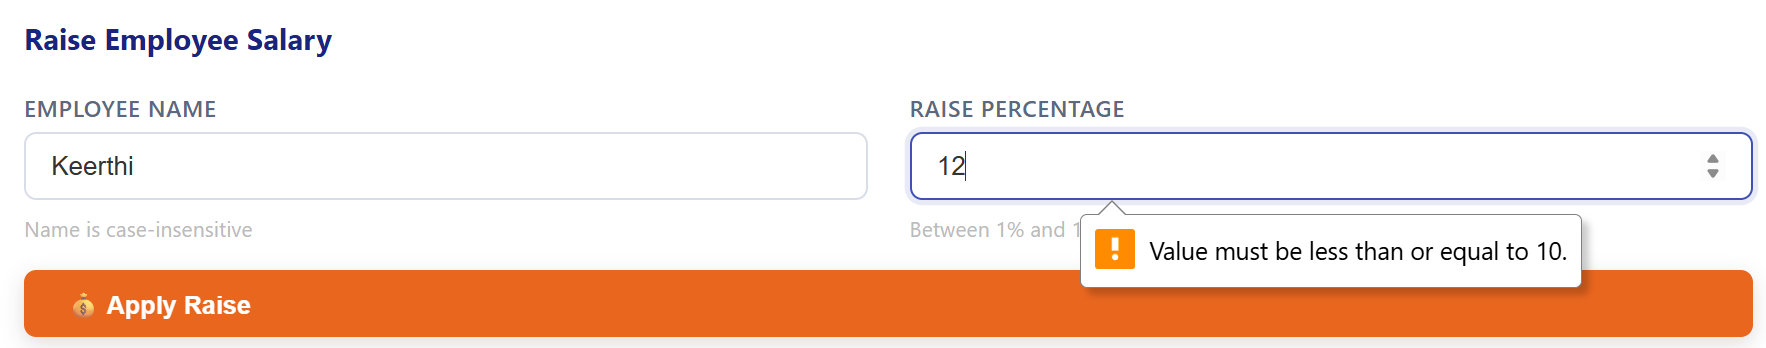 Raise Employee Salary
EMPLOYEE NAME
RAISE PERCENTAGE
Keerthi
12
Name is case-insensitive
Between 1% and 1
Value must be less than or equal to 10.
Apply Raise